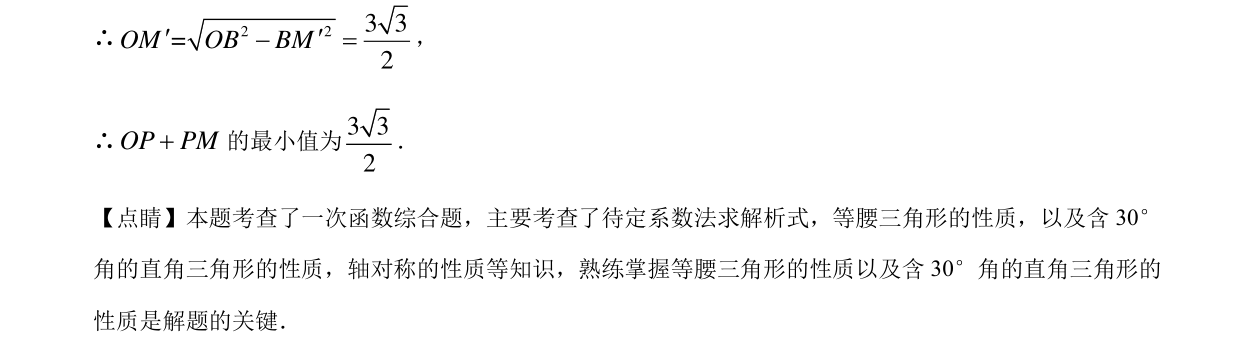 ∴ OM′=√(OB²－BM′²) = 3√3/2，
∴ OP + PM 的最小值为 3√3/2．
【点睛】本题考查了一次函数综合题，主要考查了待定系数法求解析式，等腰三角形的性质，以及含 30°
角的直角三角形的性质，轴对称的性质等知识，熟练掌握等腰三角形的性质以及含 30° 角的直角三角形的
性质是解题的关键．